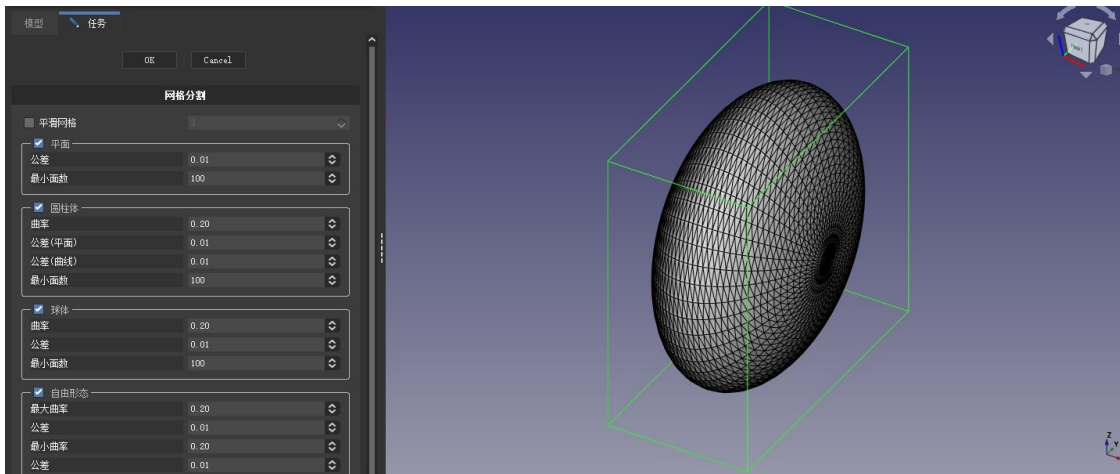 模型 任务
OK Cancel
网格分割
平滑网格 3
平面
公差 0.01
最小面数 100
圆柱体
曲率 0.20
公差(平面) 0.01
公差(曲线) 0.01
最小面数 100
球体
曲率 0.20
公差 0.01
最小面数 100
自由形态
最大曲率 0.20
公差 0.01
最小曲率 0.20
公差 0.01
Z
Y